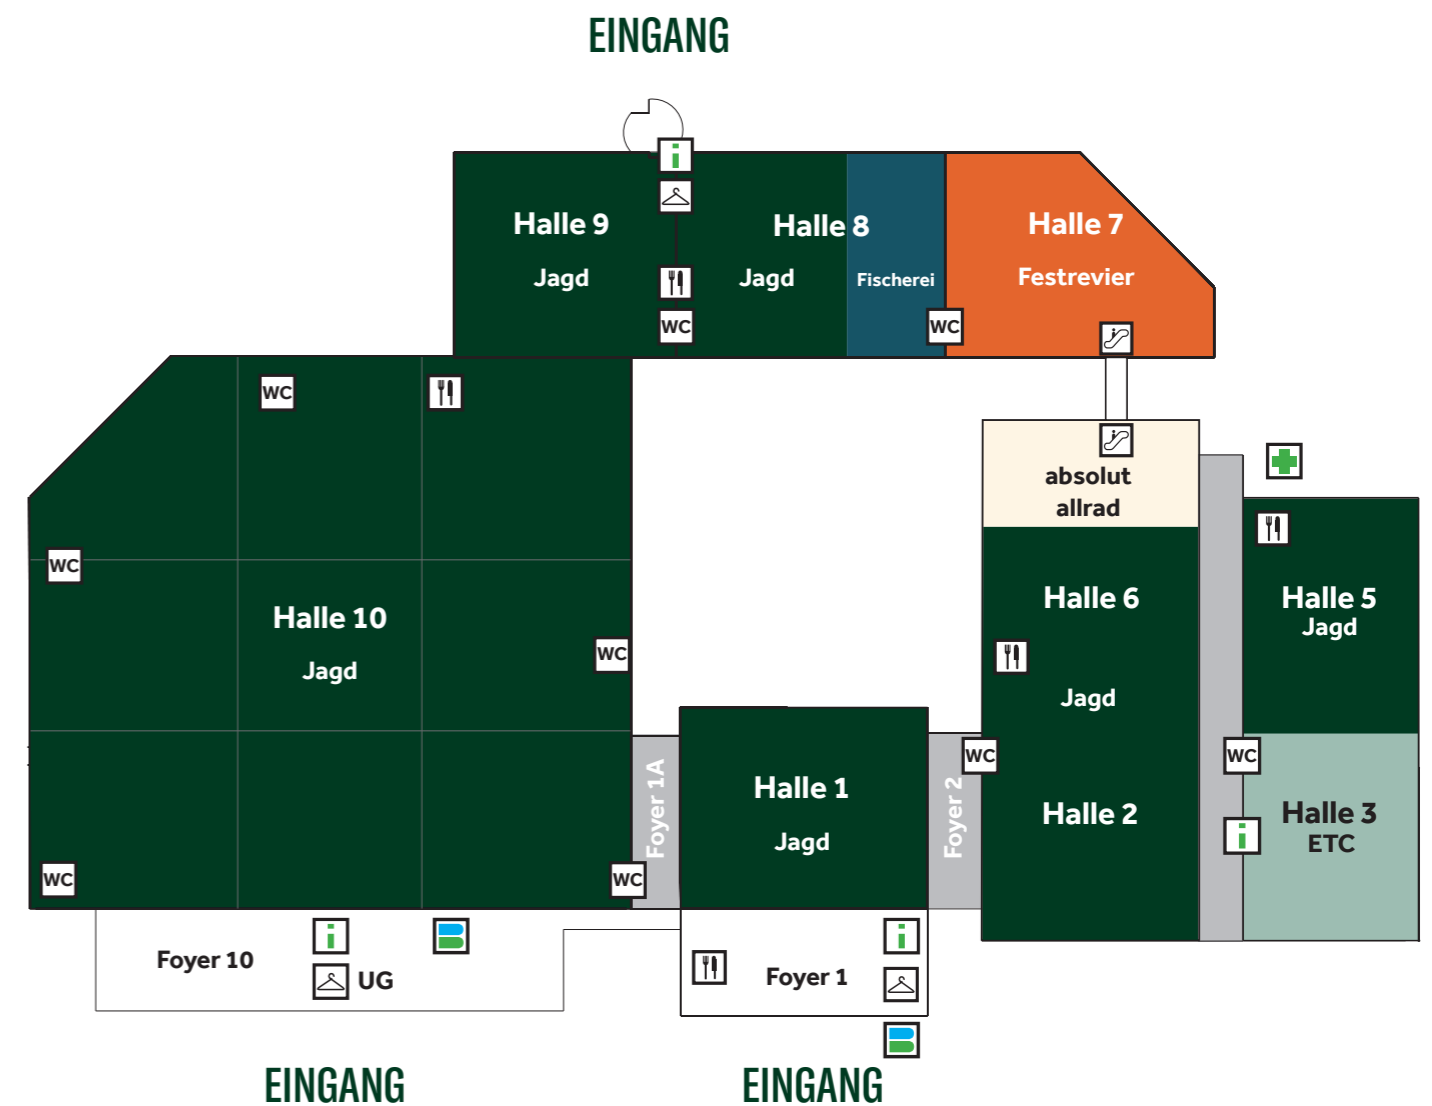 EINGANG
i
Halle 9
Jagd
Halle 8
Jagd
Fischerei
Halle 7
Festrevier
WC
WC
WC
absolut
allrad
WC
Halle 10
Jagd
WC
Halle 6
Jagd
Halle 5
Jagd
WC
WC
Foyer 1A
Halle 1
Jagd
Foyer 2
Halle 2
Halle 3
ETC
i
WC
WC
Foyer 10
i
UG
Foyer 1
i
EINGANG
EINGANG